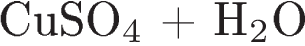 CuSO₄ + H₂O